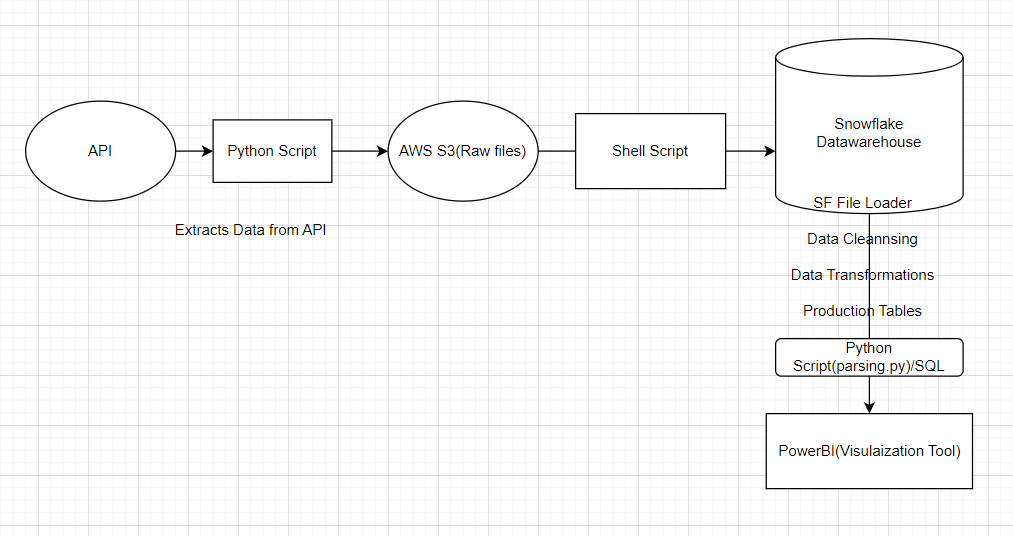 API
Python Script
AWS S3(Raw files)
Shell Script
Snowflake
Datawarehouse
SF File Loader
Extracts Data from API
Data Cleannsing
Data Transformations
Production Tables
Python
Script(parsing.py)/SQL
PowerBI(Visulaization Tool)